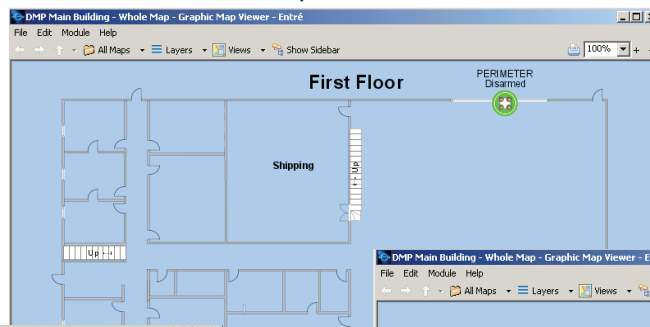 DMP Main Building - Whole Map - Graphic Map Viewer - Entré
File Edit Module Help
All Maps Layers Views Show Sidebar 100%
First Floor
PERIMETER
Disarmed
Shipping
Up
Up
DMP Main Building - Whole Map - Graphic Map Viewer - E
File Edit Module Help
All Maps Layers Views